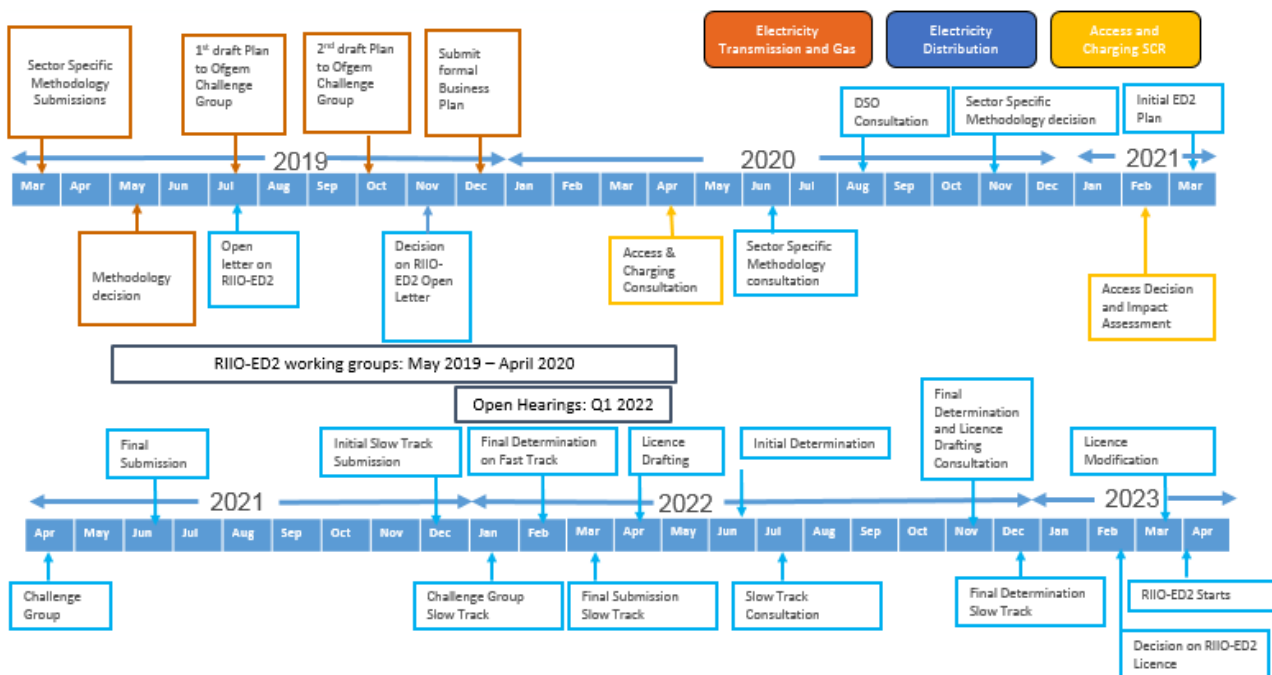 Electricity
Transmission and Gas
Electricity
Distribution
Access and
Charging SCR
Sector Specific
Methodology
Submissions
1st draft Plan
to Ofgem
Challenge
Group
2nd draft Plan
to Ofgem
Challenge
Group
Submit
formal
Business
Plan
DSO
Consultation
Sector Specific
Methodology decision
Initial ED2
Plan
2019
2020
2021
Mar Apr May Jun Jul Aug Sep Oct Nov Dec Jan Feb Mar Apr May Jun Aug Sep Oct Nov Dec Jan Feb Mar
Methodology
decision
Open
letter on
RIIO-ED2
Decision
on RIIO-
ED2 Open
Letter
Access &
Charging
Consultation
Sector Specific
Methodology
consultation
Access Decision
and Impact
Assessment
RIIO-ED2 working groups: May 2019 – April 2020
Open Hearings: Q1 2022
Final
Submission
Initial Slow Track
Submission
Final Determination
on Fast Track
Licence
Drafting
Initial Determination
Final
Determination
and Licence
Drafting
Consultation
Licence
Modification
2021
2022
2023
Apr May Jun Jul Aug Sep Oct Nov Dec Jan Feb Mar Apr May Jun Jul Aug Sep Oct Nov Dec Jan Feb Mar Apr
Challenge
Group
Challenge Group
Slow Track
Final Submission
Slow Track
Slow Track
Consultation
Final Determination
Slow Track
RIIO-ED2 Starts
Decision on RIIO-ED2
Licence